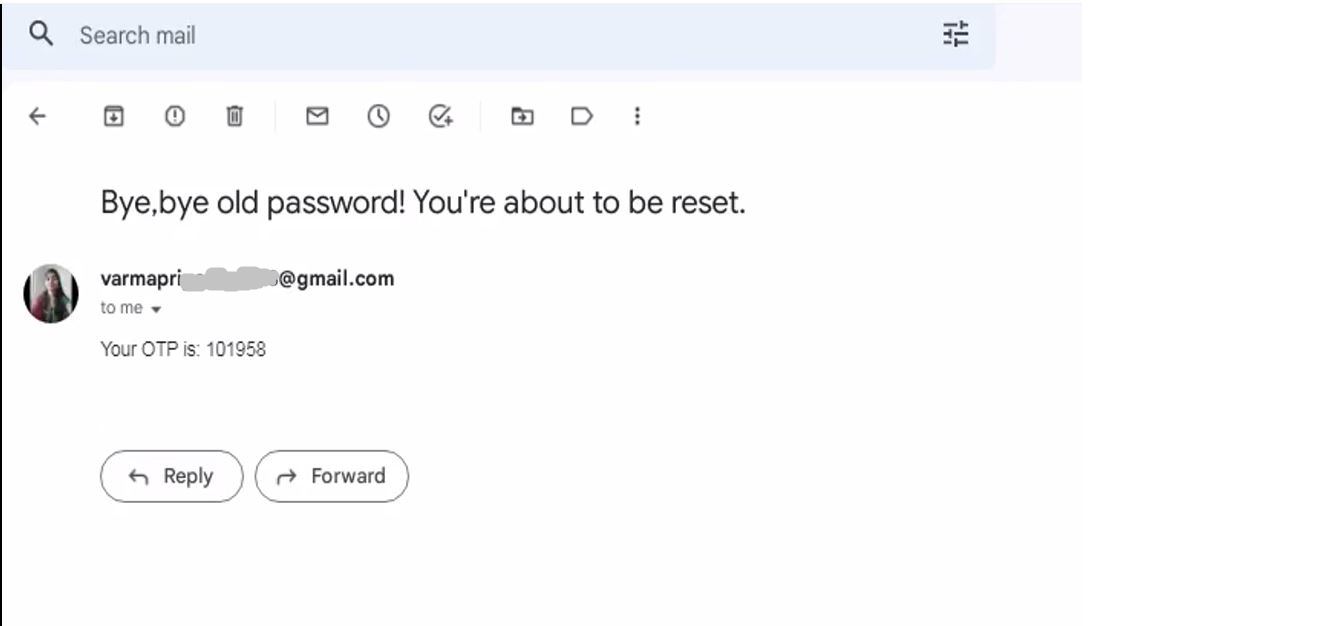 Search mail
Bye,bye old password! You're about to be reset.
varmapri @gmail.com
to me
Your OTP is: 101958
Reply
Forward